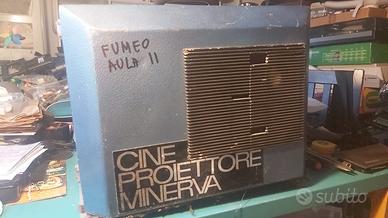 FUMEO
AULA 11
CINE
PROIETTORE
MINERVA
subito